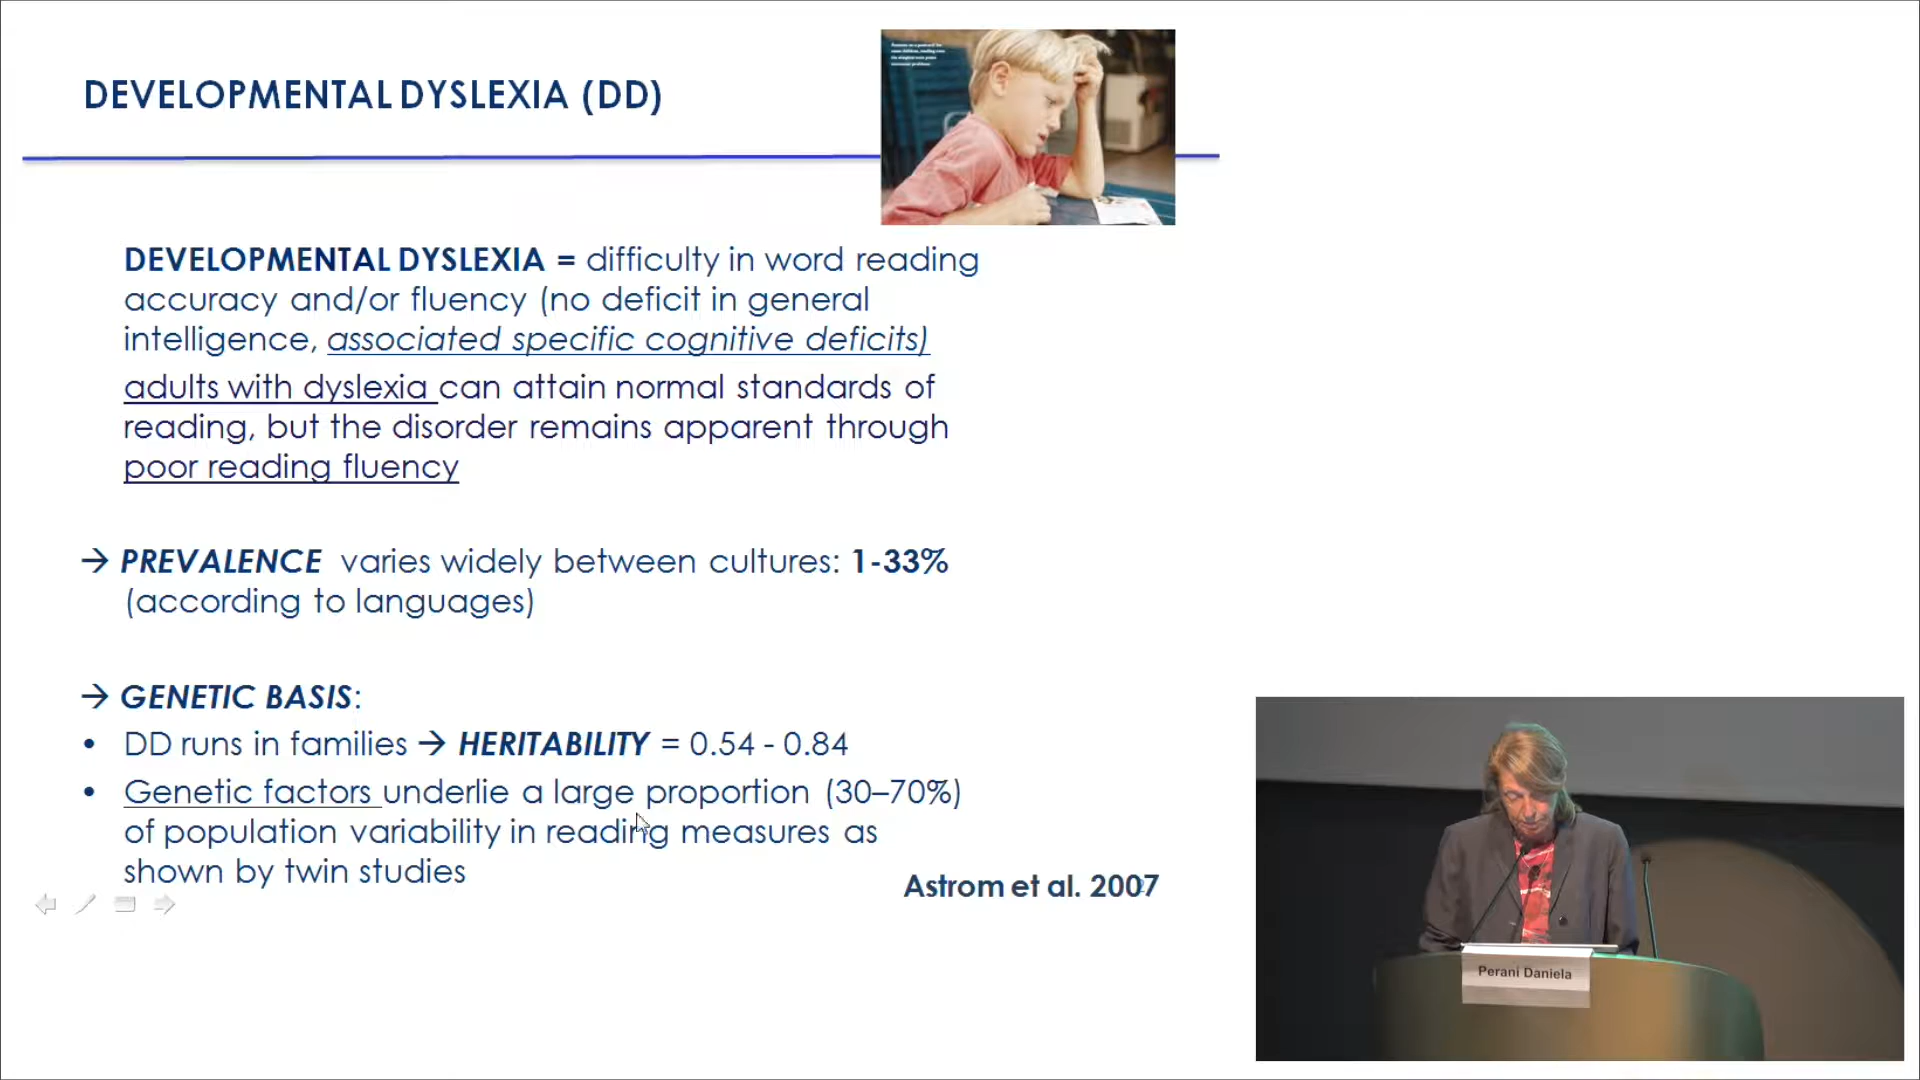 DEVELOPMENTAL DYSLEXIA (DD)
DEVELOPMENTAL DYSLEXIA = difficulty in word reading
accuracy and/or fluency (no deficit in general
intelligence, associated specific cognitive deficits)
adults with dyslexia can attain normal standards of
reading, but the disorder remains apparent through
poor reading fluency
→ PREVALENCE varies widely between cultures: 1-33%
(according to languages)
→ GENETIC BASIS:
• DD runs in families → HERITABILITY = 0.54 - 0.84
• Genetic factors underlie a large proportion (30–70%)
of population variability in reading measures as
shown by twin studies
Astrom et al. 2007
Perani Daniela